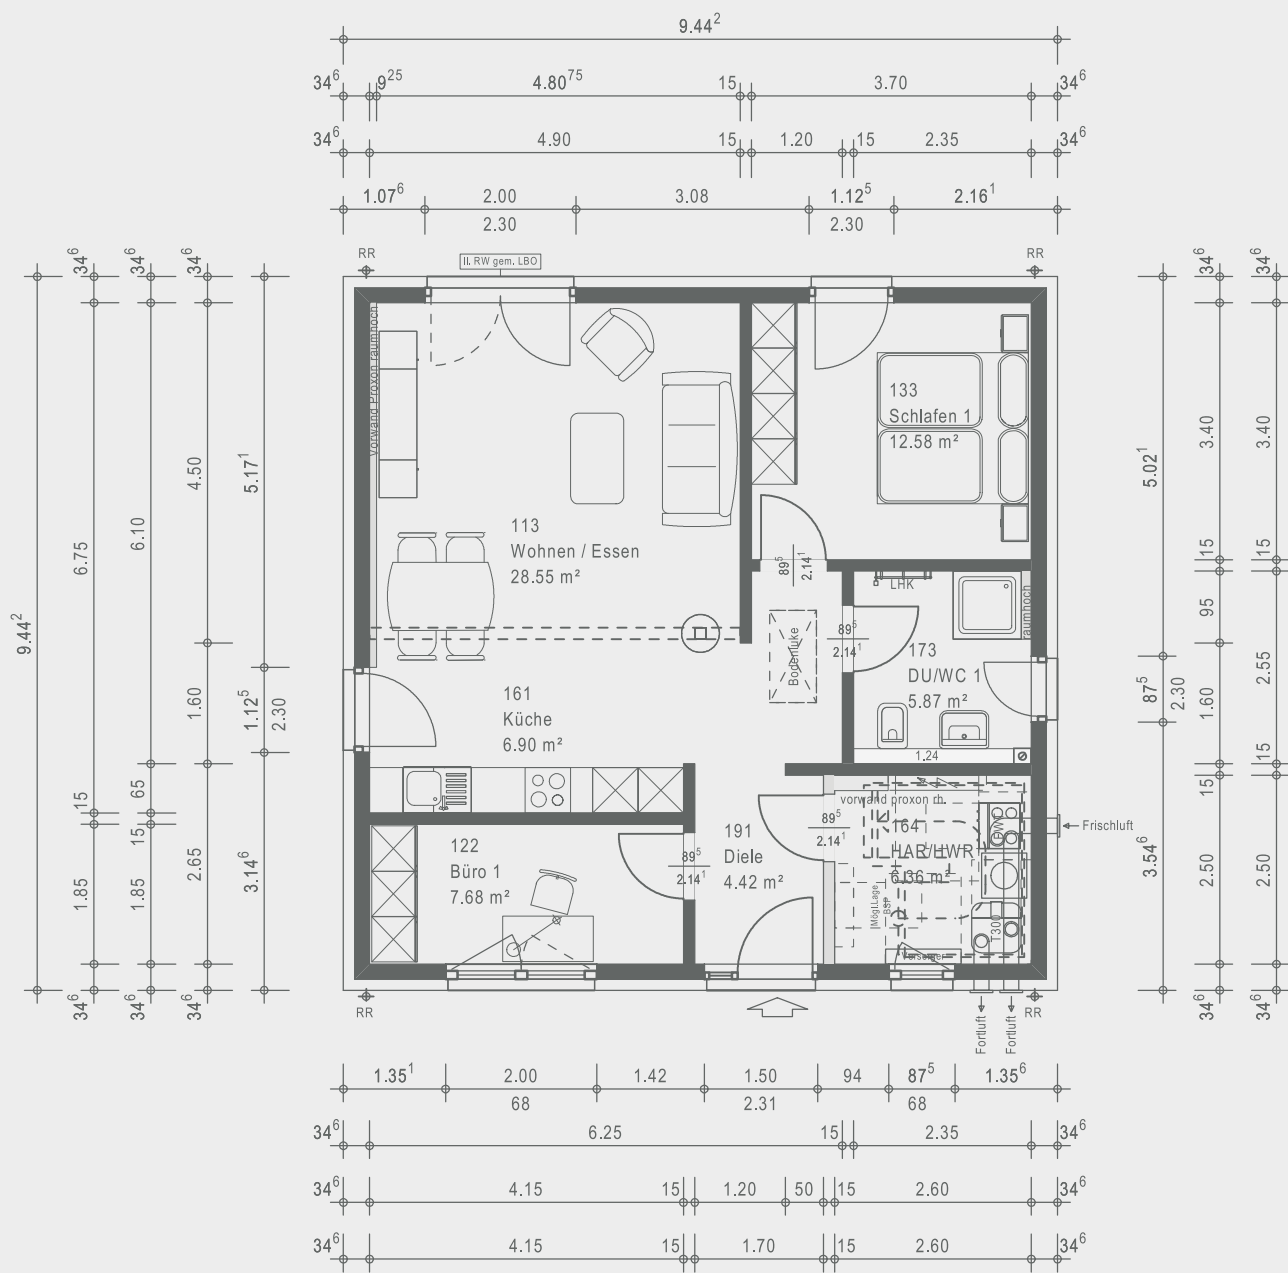 9.44²
34⁶ 9²⁵ 4.80⁷⁵ 15 3.70 34⁶
34⁶ 4.90 15 1.20 15 2.35 34⁶
1.07⁶ 2.00 3.08 1.12⁵ 2.16¹
2.30 2.30
RR
II. RW gem. LBO
RR
9.44²
34⁶ 6.75 15 1.85 34⁶
34⁶ 6.10 65 15 1.85 34⁶
34⁶ 4.50 1.60 2.65 34⁶
5.17¹ 1.12⁵ 3.14⁶
2.30
Vorwand Proxon raumhoch
113
Wohnen / Essen
28.55 m²
133
Schlafen 1
12.58 m²
89⁵
2.14¹
LHK
raumhoch
Bodenluke
89⁵
2.14¹
173
DU/WC 1
5.87 m²
1.24
161
Küche
6.90 m²
122
Büro 1
7.68 m²
89⁵
2.14¹
191
Diele
4.42 m²
89⁵
2.14¹
vorwand proxon rh.
164
HAR/HWR
6.36 m²
Mögl.Lage
BSP
T300
Versorger
Frischluft
Fortluft
Fortluft
RR
RR
5.02¹ 87⁵ 3.54⁶
2.30
34⁶ 3.40 15 95 1.60 15 15 2.50 34⁶
34⁶ 3.40 15 2.55 15 2.50 34⁶
1.35¹ 2.00 1.42 1.50 94 87⁵ 1.35⁶
68 2.31 68
34⁶ 6.25 15 2.35 34⁶
34⁶ 4.15 15 1.20 50 15 2.60 34⁶
34⁶ 4.15 15 1.70 15 2.60 34⁶